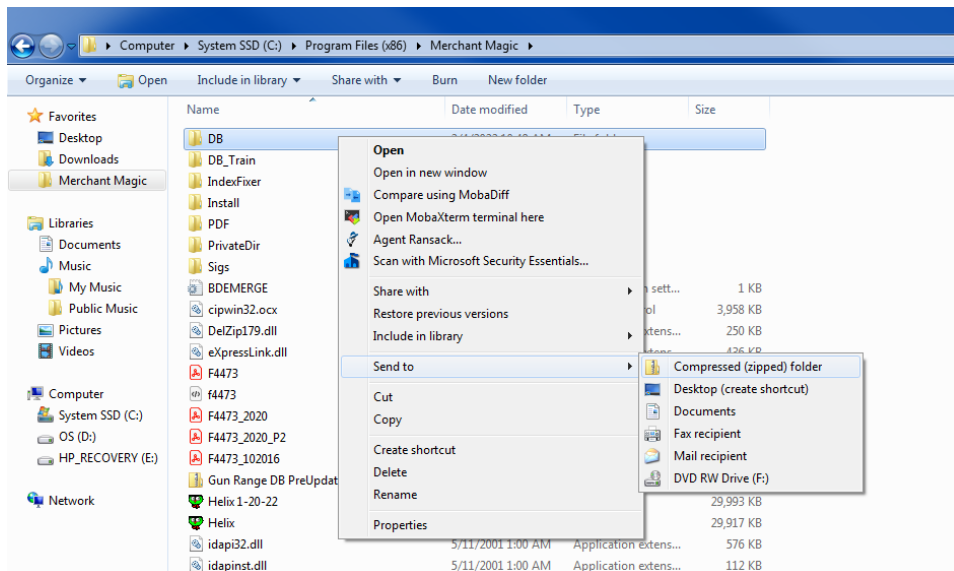 Computer ▸ System SSD (C:) ▸ Program Files (x86) ▸ Merchant Magic ▸
Organize ▾ Open Include in library ▾ Share with ▾ Burn New folder
Favorites
Desktop
Downloads
Merchant Magic
Libraries
Documents
Music
My Music
Public Music
Pictures
Videos
Computer
System SSD (C:)
OS (D:)
HP_RECOVERY (E:)
Network
Name Date modified Type Size
DB
DB_Train
IndexFixer
Install
PDF
PrivateDir
Sigs
BDEMERGE sett... 1 KB
cipwin32.ocx ol 3,958 KB
DelZip179.dll xtens... 250 KB
eXpressLink.dll 436 KB
F4473
f4473
F4473_2020
F4473_2020_P2
F4473_102016
Gun Range DB PreUpdat
Helix 1-20-22 29,993 KB
Helix 29,917 KB
idapi32.dll 5/11/2001 1:00 AM Application extens... 576 KB
idapinst.dll 5/11/2001 1:00 AM Application extens... 112 KB
Open
Open in new window
Compare using MobaDiff
Open MobaXterm terminal here
Agent Ransack...
Scan with Microsoft Security Essentials...
Share with
Restore previous versions
Include in library
Send to
Cut
Copy
Create shortcut
Delete
Rename
Properties
Compressed (zipped) folder
Desktop (create shortcut)
Documents
Fax recipient
Mail recipient
DVD RW Drive (F:)